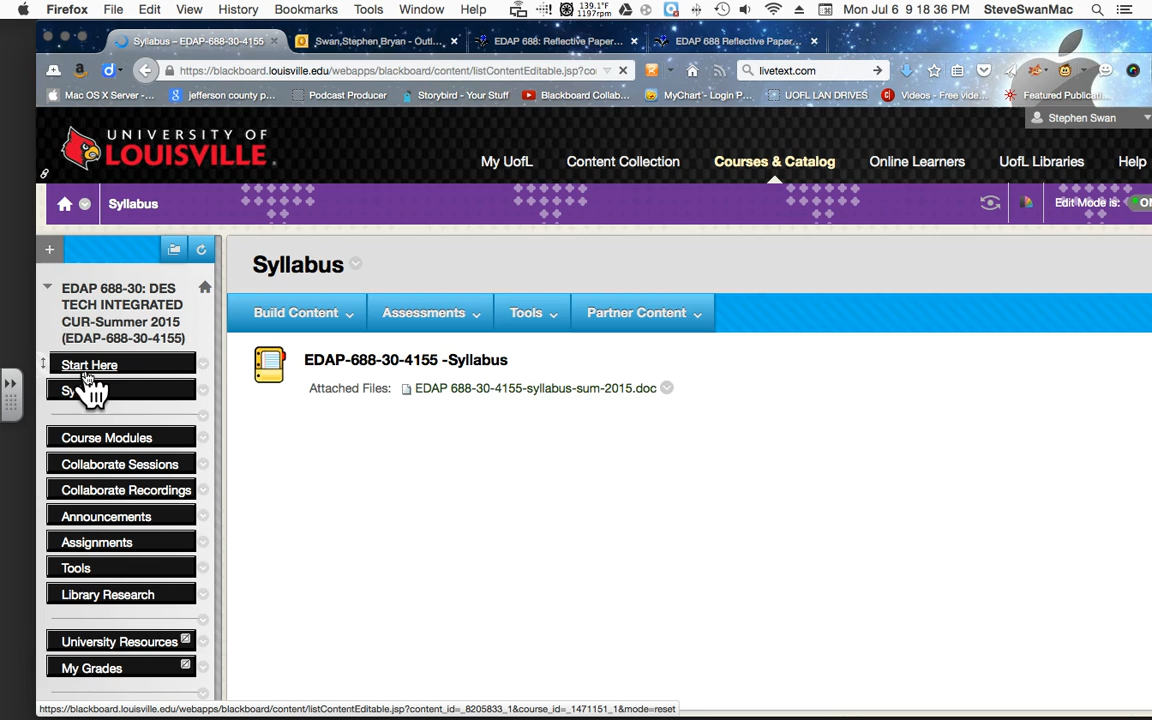 Firefox File Edit View History Bookmarks Tools Window Help 139.1°F 1197rpm Mon Jul 6 9 18 36 PM SteveSwanMac
Syllabus – EDAP-688-30-4155 Swan,Stephen,Bryan - Outl... EDAP 688: Reflective Paper... EDAP 688 Reflective Paper...
https://blackboard.louisville.edu/webapps/blackboard/content/listContentEditable.jsp?co livetext.com
Mac OS X Server -... jefferson county p... Podcast Producer Storybird - Your Stuff Blackboard Collab... MyChart - Login P... UOFL LAN DRIVES Videos - Free vide... Featured Publicati...
Stephen Swan
UNIVERSITY OF
LOUISVILLE
My UofL Content Collection Courses & Catalog Online Learners UofL Libraries Help
Syllabus Edit Mode is: ON
Syllabus
EDAP 688-30: DES
TECH INTEGRATED
CUR-Summer 2015
(EDAP-688-30-4155)
Build Content Assessments Tools Partner Content
EDAP-688-30-4155 -Syllabus
Attached Files: EDAP 688-30-4155-syllabus-sum-2015.doc
Start Here
Course Modules
Collaborate Sessions
Collaborate Recordings
Announcements
Assignments
Tools
Library Research
University Resources
My Grades
https://blackboard.louisville.edu/webapps/blackboard/content/listContentEditable.jsp?content_id=_8205833_1&course_id=_1471151_1&mode=reset